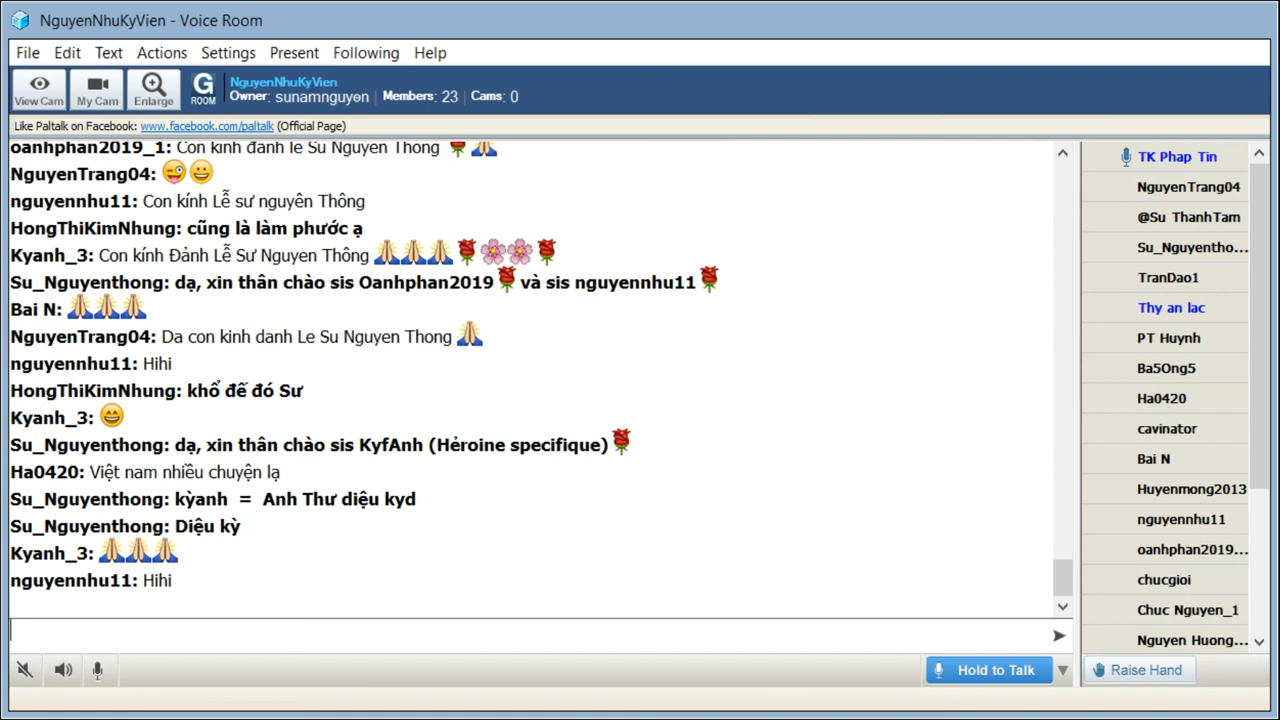 NguyenNhuKyVien - Voice Room
File Edit Text Actions Settings Present Following Help
View Cam My Cam Enlarge G ROOM
NguyenNhuKyVien
Owner: sunamnguyen | Members: 23 | Cams: 0
Like Paltalk on Facebook: www.facebook.com/paltalk (Official Page)
oanhphan2019_1: Con kinh đanh le Su Nguyen Thong
NguyenTrang04:
nguyennhu11: Con kính Lễ sư nguyên Thông
HongThiKimNhung: cũng là làm phước ạ
Kyanh_3: Con kính Đảnh Lễ Sư Nguyen Thông
Su_Nguyenthong: dạ, xin thân chào sis Oanhphan2019 và sis nguyennhu11
Bai N:
NguyenTrang04: Da con kinh danh Le Su Nguyen Thong
nguyennhu11: Hihi
HongThiKimNhung: khổ đế đó Sư
Kyanh_3:
Su_Nguyenthong: dạ, xin thân chào sis KyfAnh (Hẻroine specifique)
Ha0420: Việt nam nhiều chuyện lạ
Su_Nguyenthong: kỳanh = Anh Thư diệu kyd
Su_Nguyenthong: Diệu kỳ
Kyanh_3:
nguyennhu11: Hihi
Hold to Talk
TK Phap Tin
NguyenTrang04
@Su ThanhTam
Su_Nguyentho...
TranDao1
Thy an lac
PT Huynh
Ba5Ong5
Ha0420
cavinator
Bai N
Huyenmong2013
nguyennhu11
oanhphan2019...
chucgioi
Chuc Nguyen_1
Nguyen Huong...
Raise Hand